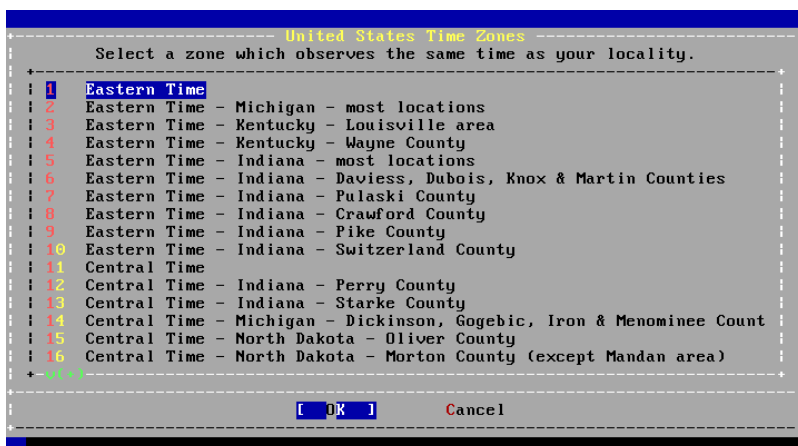 United States Time Zones
Select a zone which observes the same time as your locality.
1 Eastern Time
2 Eastern Time - Michigan - most locations
3 Eastern Time - Kentucky - Louisville area
4 Eastern Time - Kentucky - Wayne County
5 Eastern Time - Indiana - most locations
6 Eastern Time - Indiana - Daviess, Dubois, Knox & Martin Counties
7 Eastern Time - Indiana - Pulaski County
8 Eastern Time - Indiana - Crawford County
9 Eastern Time - Indiana - Pike County
10 Eastern Time - Indiana - Switzerland County
11 Central Time
12 Central Time - Indiana - Perry County
13 Central Time - Indiana - Starke County
14 Central Time - Michigan - Dickinson, Gogebic, Iron & Menominee Count
15 Central Time - North Dakota - Oliver County
16 Central Time - North Dakota - Morton County (except Mandan area)
v(+)
[ OK ] Cancel